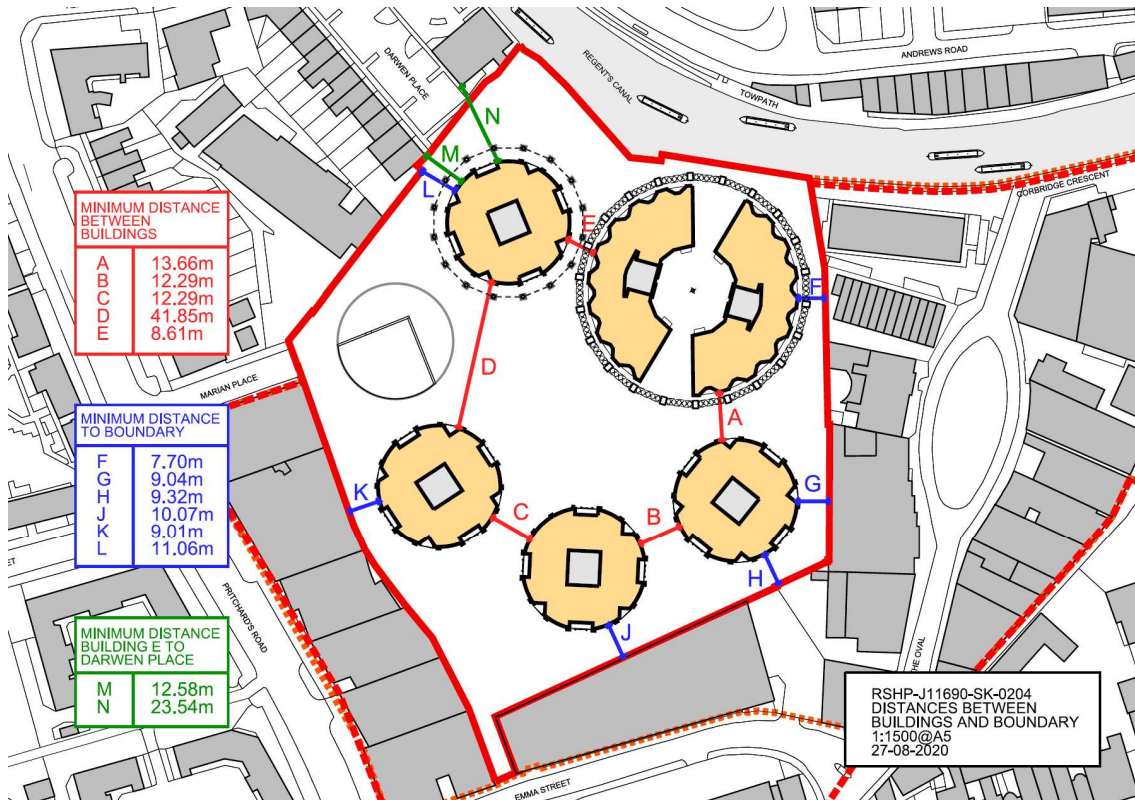 ANDREWS ROAD
DARWEN PLACE
REGENT'S CANAL
TOWPATH
CORBRIDGE CRESCENT
N
M
L
E
F
D
A
K
C
B
G
H
J
MINIMUM DISTANCE
BETWEEN
BUILDINGS
A 13.66m
B 12.29m
C 12.29m
D 41.85m
E 8.61m
MARIAN PLACE
MINIMUM DISTANCE
TO BOUNDARY
F 7.70m
G 9.04m
H 9.32m
J 10.07m
K 9.01m
L 11.06m
ET
PRITCHARD'S ROAD
MINIMUM DISTANCE
BUILDING E TO
DARWEN PLACE
M 12.58m
N 23.54m
HE OVAL
RSHP-J11690-SK-0204
DISTANCES BETWEEN
BUILDINGS AND BOUNDARY
1:1500@A5
27-08-2020
EMMA STREET